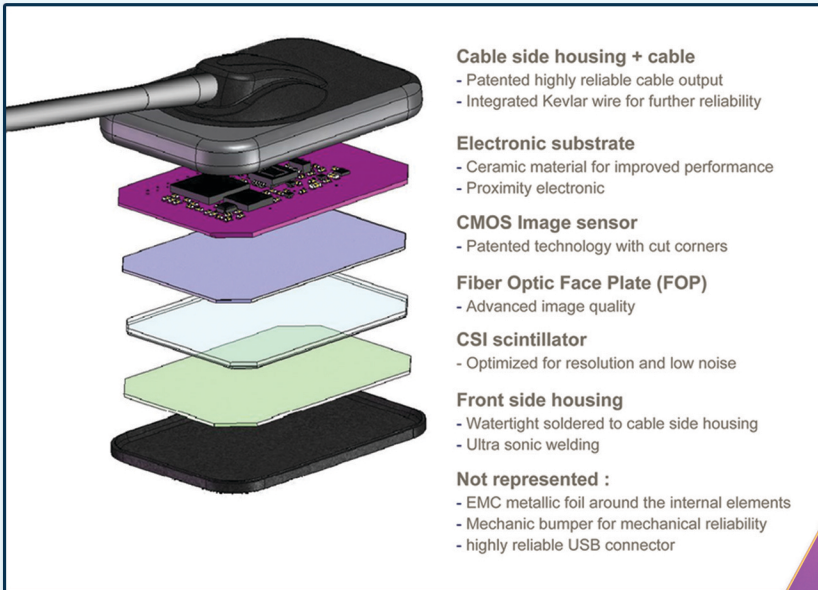 Cable side housing + cable
- Patented highly reliable cable output
- Integrated Kevlar wire for further reliability
Electronic substrate
- Ceramic material for improved performance
- Proximity electronic
CMOS Image sensor
- Patented technology with cut corners
Fiber Optic Face Plate (FOP)
- Advanced image quality
CSI scintillator
- Optimized for resolution and low noise
Front side housing
- Watertight soldered to cable side housing
- Ultra sonic welding
Not represented :
- EMC metallic foil around the internal elements
- Mechanic bumper for mechanical reliability
- highly reliable USB connector